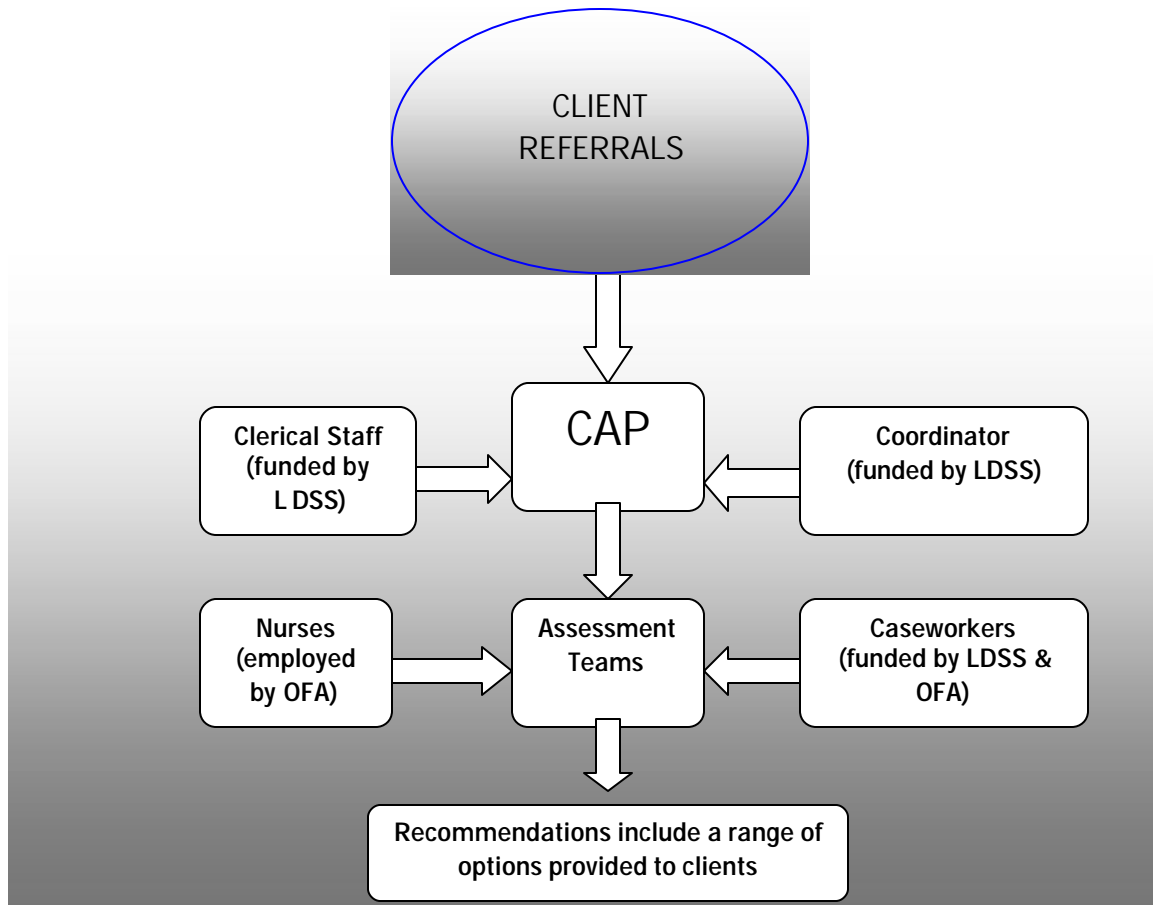 CLIENT
REFERRALS
CAP
Clerical Staff
(funded by
L DSS)
Coordinator
(funded by LDSS)
Nurses
(employed
by OFA)
Assessment
Teams
Caseworkers
(funded by LDSS &
OFA)
Recommendations include a range of
options provided to clients